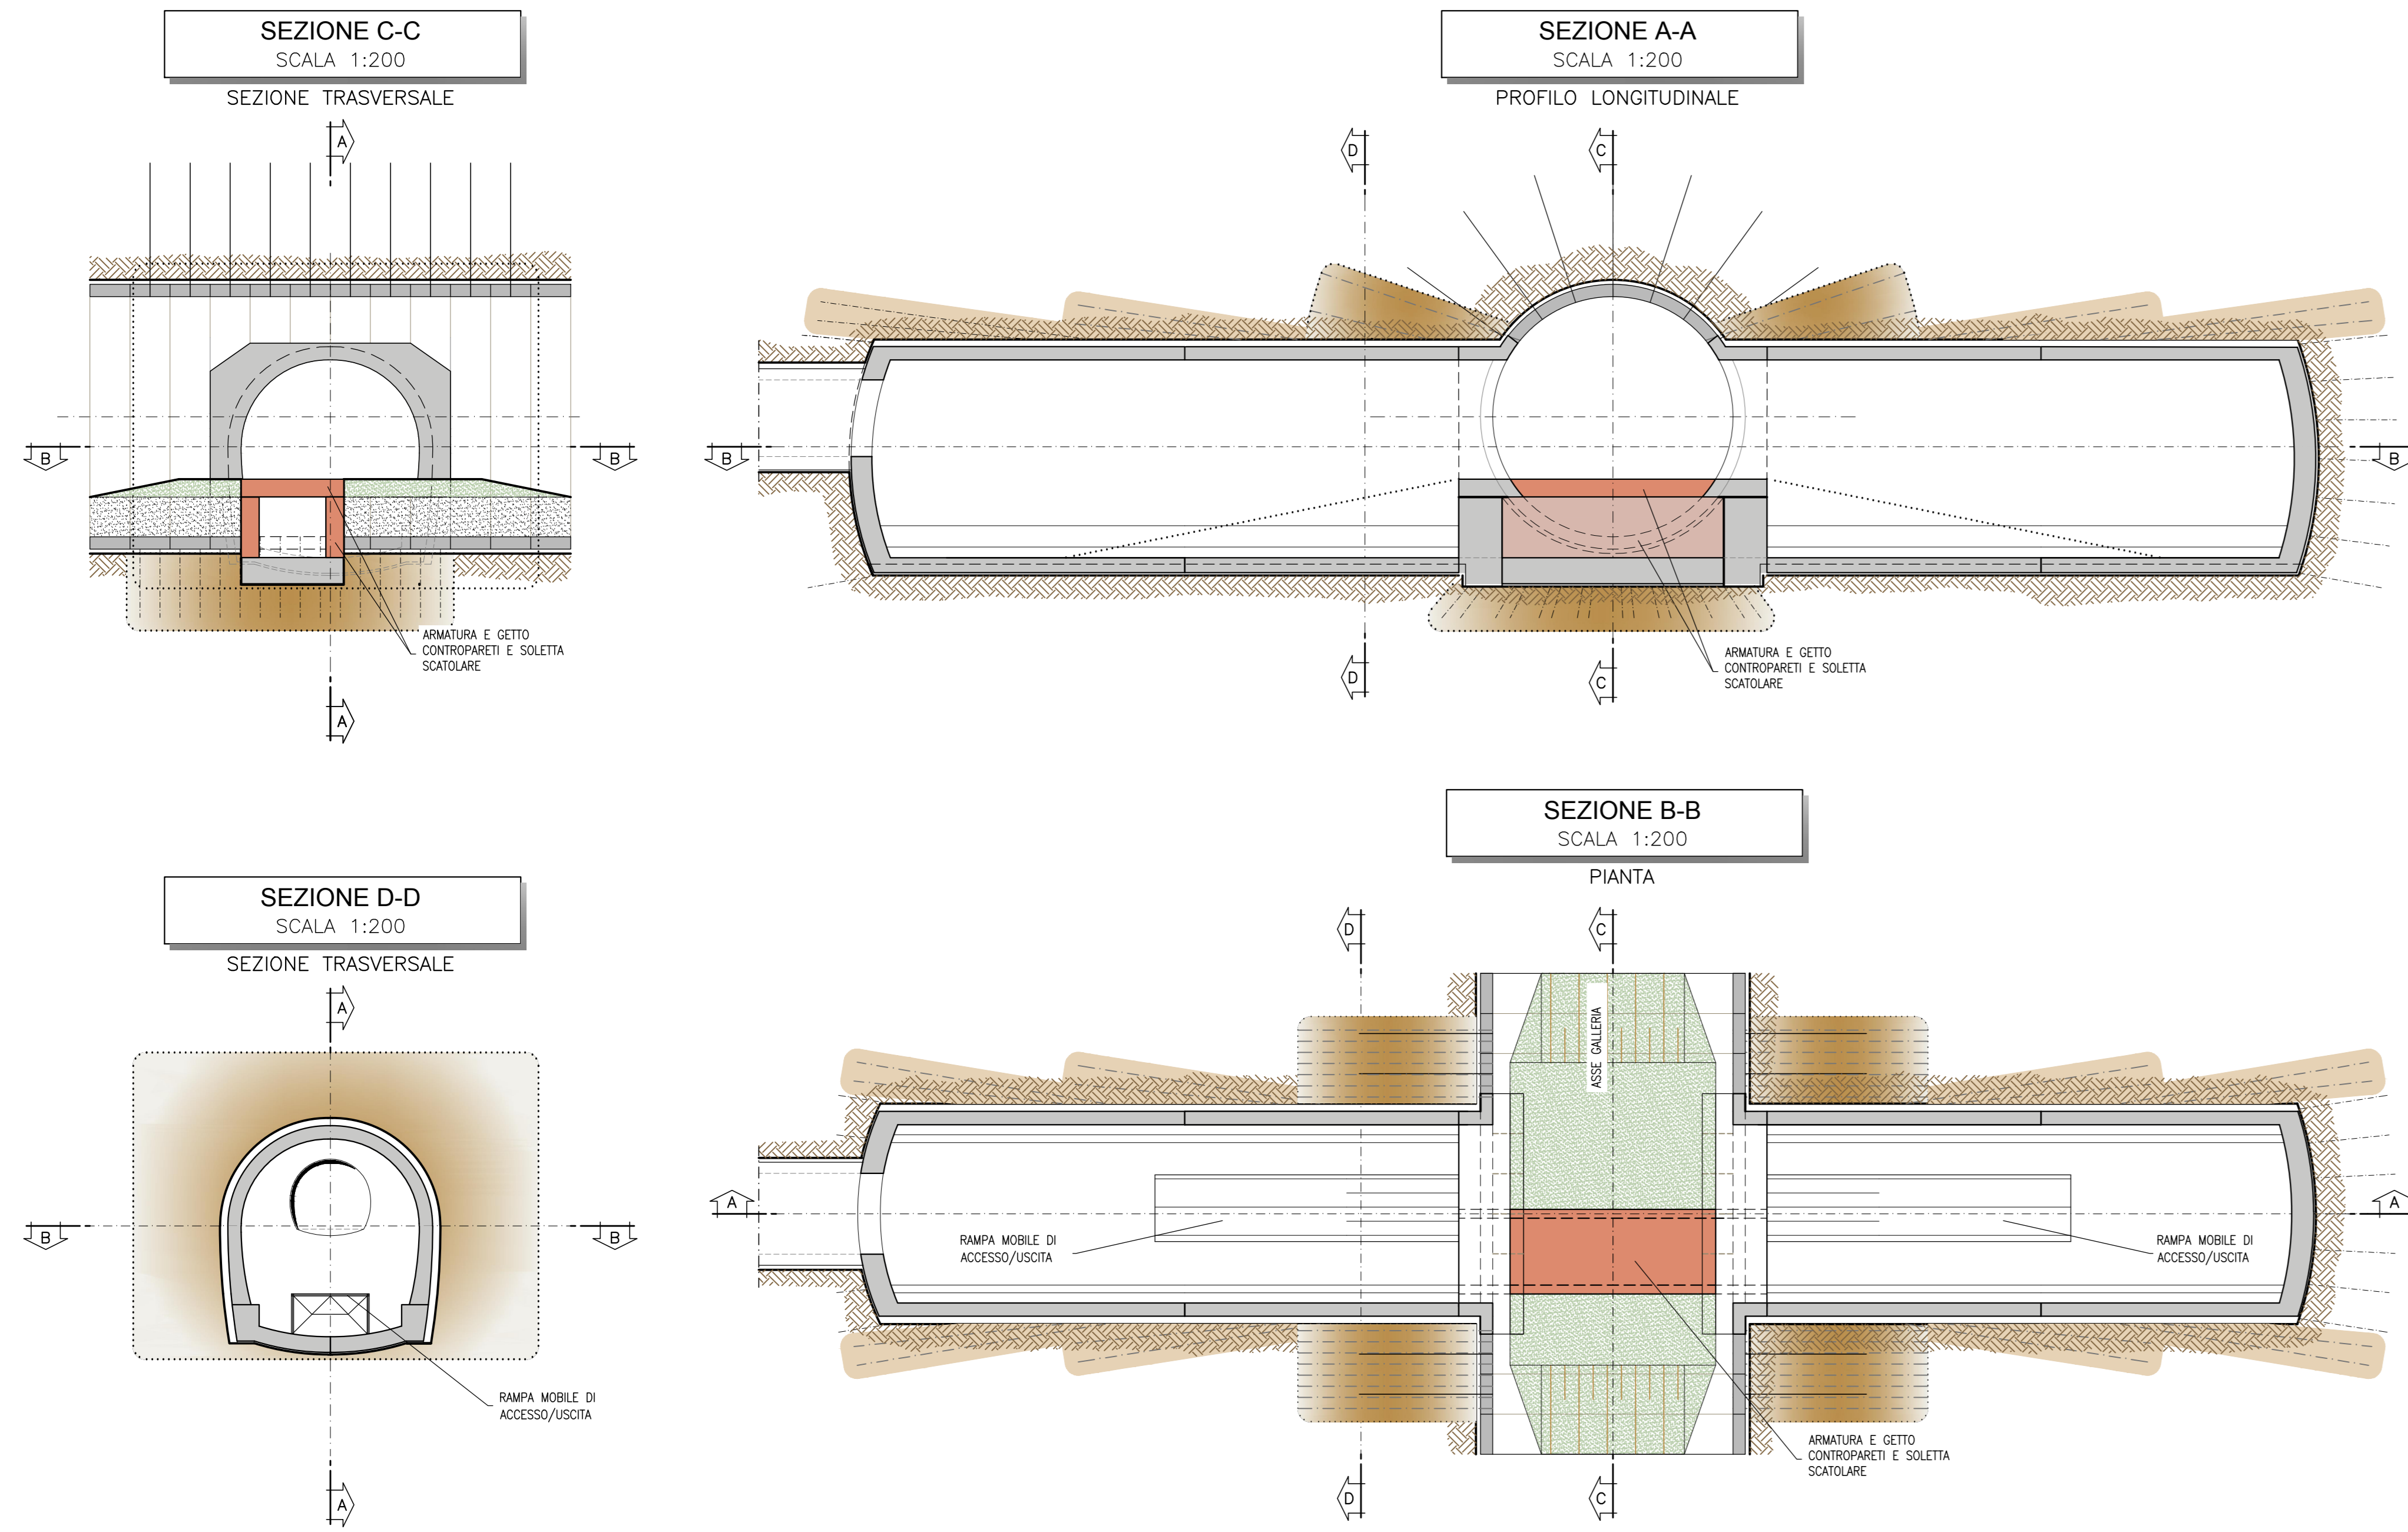 SEZIONE C-C
SCALA 1:200
SEZIONE TRASVERSALE
A
B
B
ARMATURA E GETTO
CONTROPARETI E SOLETTA
SCATOLARE
A
SEZIONE A-A
SCALA 1:200
PROFILO LONGITUDINALE
D
C
B
B
ARMATURA E GETTO
CONTROPARETI E SOLETTA
SCATOLARE
D
C
SEZIONE D-D
SCALA 1:200
SEZIONE TRASVERSALE
A
B
B
RAMPA MOBILE DI
ACCESSO/USCITA
A
SEZIONE B-B
SCALA 1:200
PIANTA
D
C
ASSE GALLERIA
A
A
RAMPA MOBILE DI
ACCESSO/USCITA
RAMPA MOBILE DI
ACCESSO/USCITA
ARMATURA E GETTO
CONTROPARETI E SOLETTA
SCATOLARE
D
C